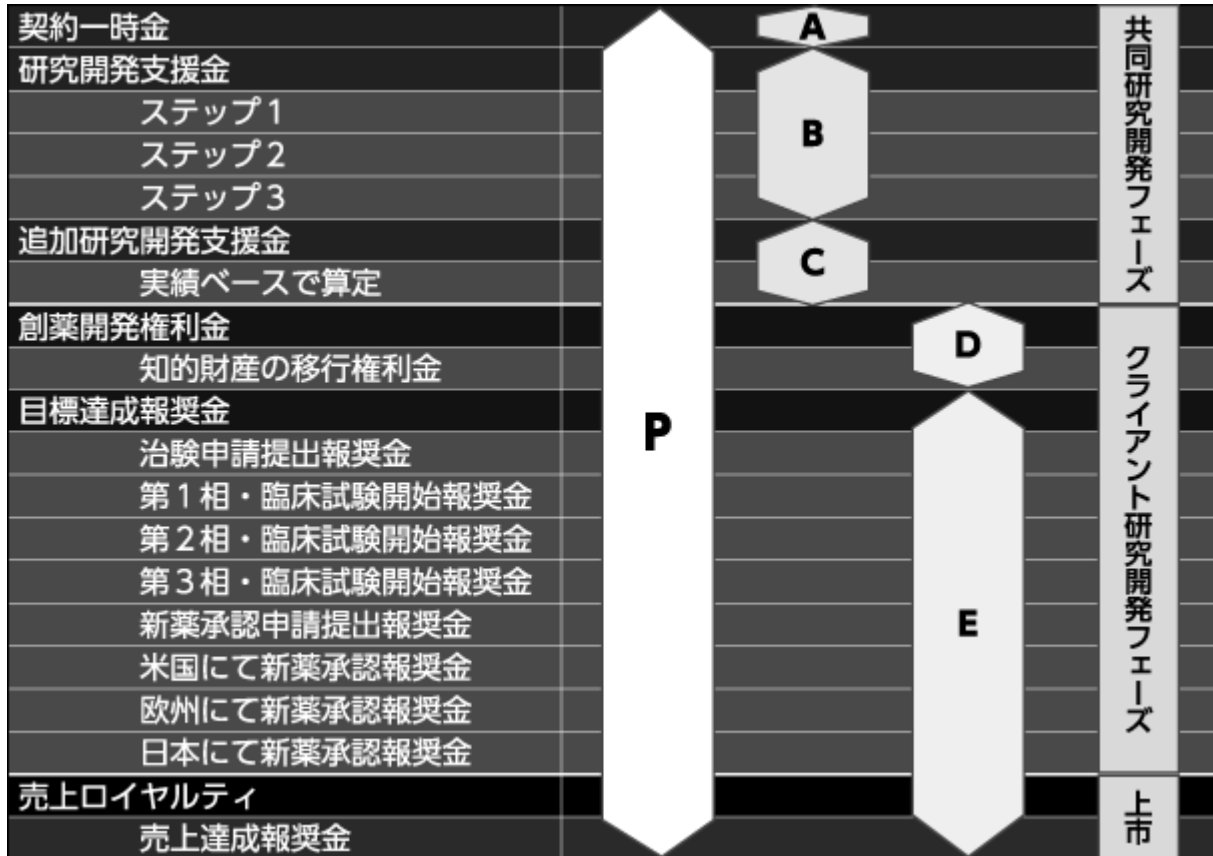 契約一時金
研究開発支援金
ステップ1
ステップ2
ステップ3
追加研究開発支援金
実績ベースで算定
創薬開発権利金
知的財産の移行権利金
目標達成報奨金
治験申請提出報奨金
第1相・臨床試験開始報奨金
第2相・臨床試験開始報奨金
第3相・臨床試験開始報奨金
新薬承認申請提出報奨金
米国にて新薬承認報奨金
欧州にて新薬承認報奨金
日本にて新薬承認報奨金
売上ロイヤルティ
売上達成報奨金
P
A
B
C
D
E
共同研究開発フェーズ
クライアント研究開発フェーズ
上市